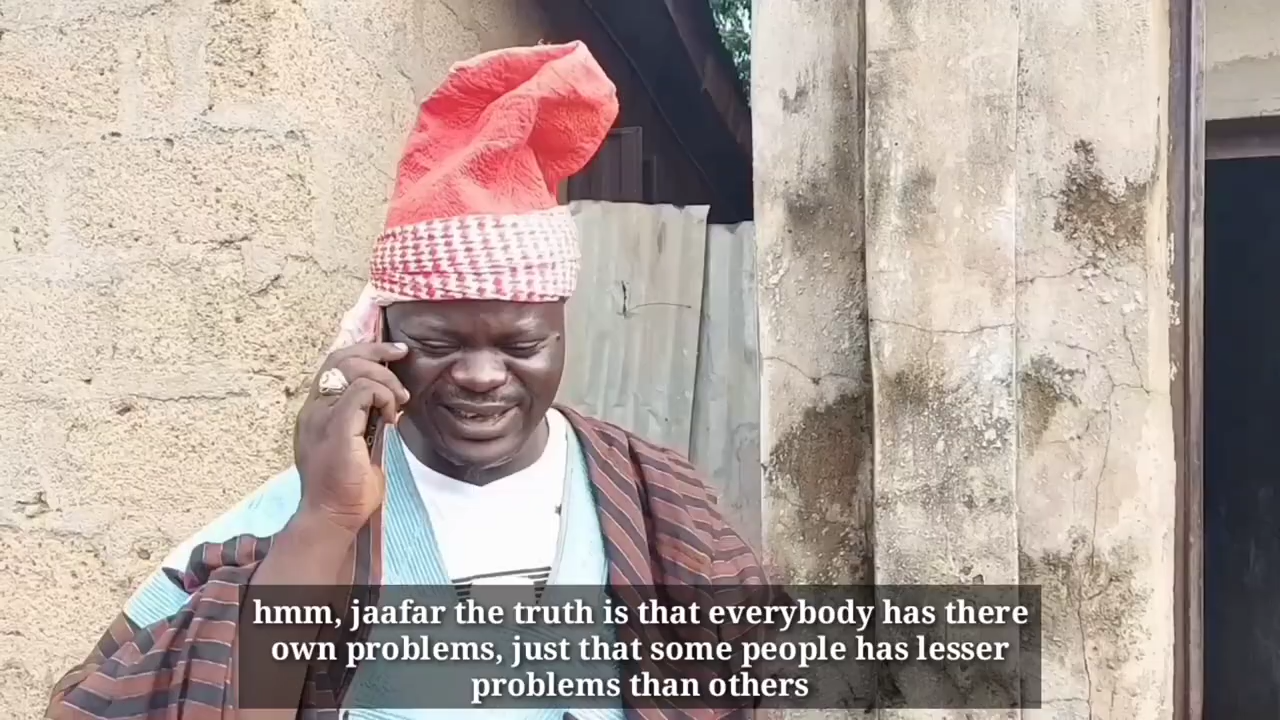 hmm, jaafar the truth is that everybody has there
own problems, just that some people has lesser
problems than others